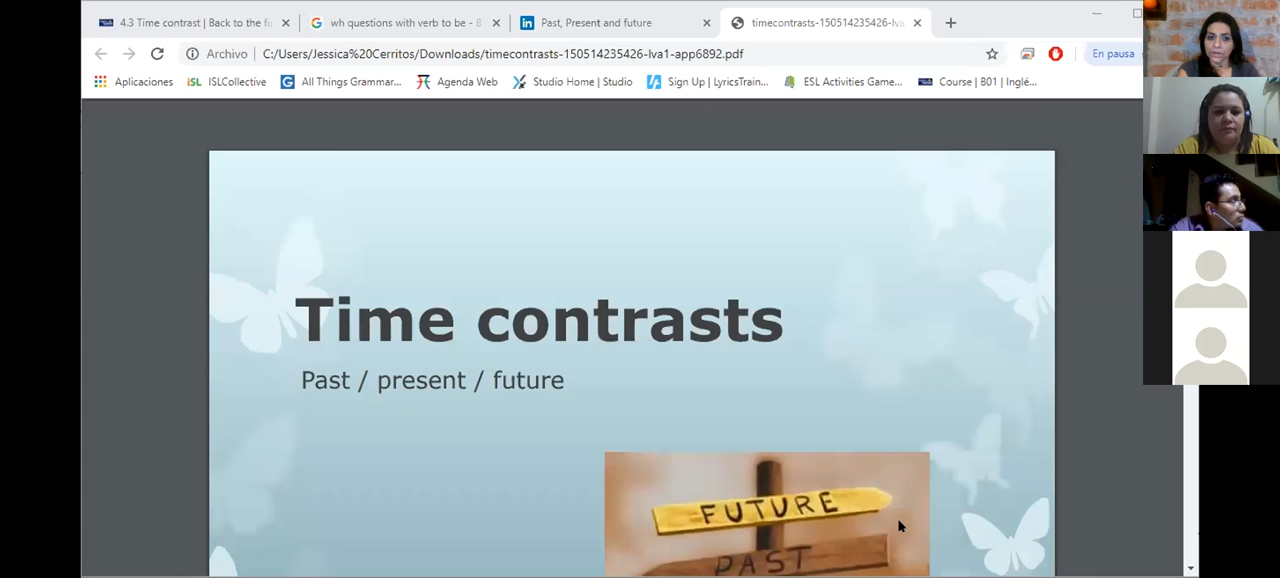 4.3 Time contrast | Back to the fu
wh questions with verb to be - B
Past, Present and future
timecontrasts-150514235426-lva
Archivo
C:/Users/Jessica%20Cerritos/Downloads/timecontrasts-150514235426-lva1-app6892.pdf
En pausa
Aplicaciones
iSL ISLCollective
All Things Grammar...
Agenda Web
Studio Home | Studio
Sign Up | LyricsTrain...
ESL Activities Game...
Course | B01 | Inglé...
Time contrasts
Past / present / future
FUTURE
PAST